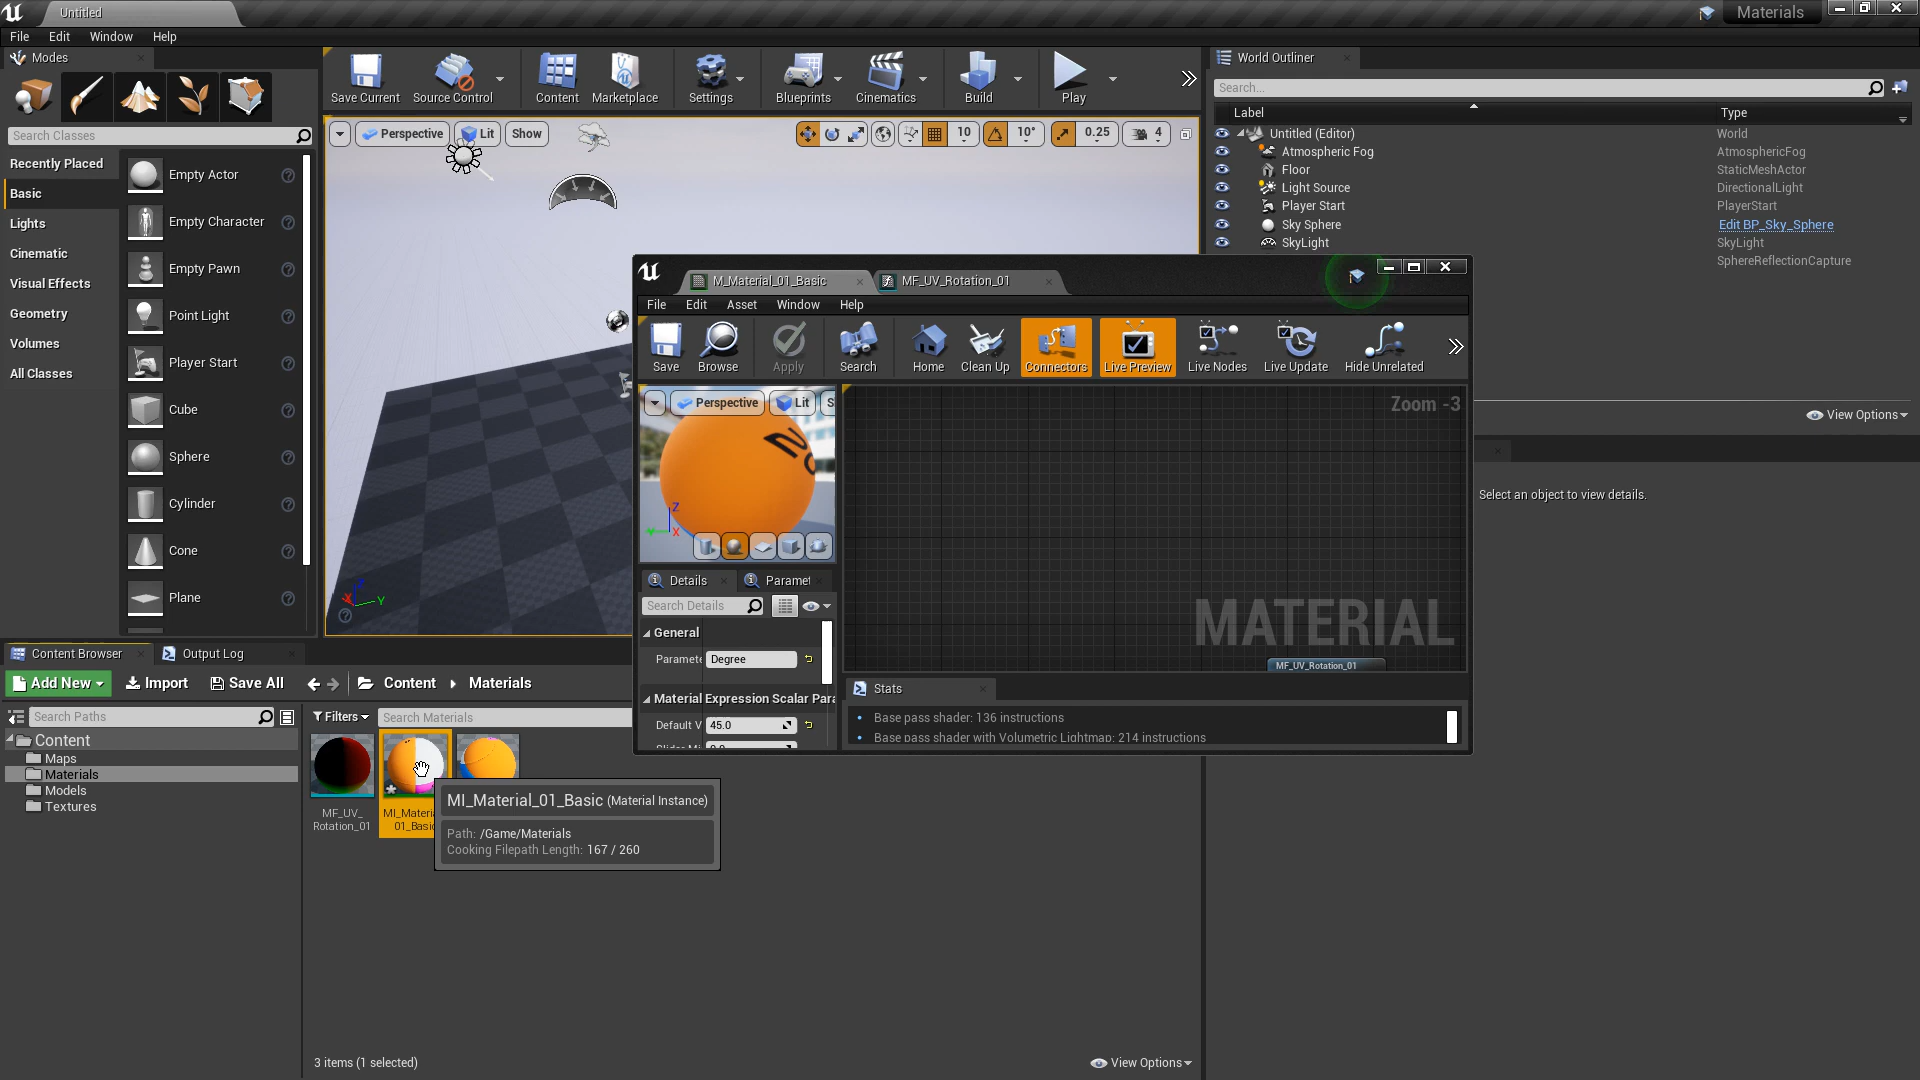 Untitled
Materials
File Edit Window Help
Modes
Search Classes
Recently Placed
Basic
Lights
Cinematic
Visual Effects
Geometry
Volumes
All Classes
Empty Actor
Empty Character
Empty Pawn
Point Light
Player Start
Cube
Sphere
Cylinder
Cone
Plane
Save Current Source Control Content Marketplace Settings Blueprints Cinematics Build Play
Perspective Lit Show 10 10° 0.25 4
X Y
World Outliner
Search...
Label Type
Untitled (Editor) World
Atmospheric Fog AtmosphericFog
Floor StaticMeshActor
Light Source DirectionalLight
Player Start PlayerStart
Sky Sphere Edit BP_Sky_Sphere
SkyLight SkyLight
SphereReflectionCapture
View Options
Select an object to view details.
M_Material_01_Basic MF_UV_Rotation_01
File Edit Asset Window Help
Save Browse Apply Search Home Clean Up Connectors Live Preview Live Nodes Live Update Hide Unrelated
Perspective Lit S
Z
Y X
Zoom -3
MATERIAL
MF_UV_Rotation_01
Details Paramet
Search Details
General
Paramete Degree
Material Expression Scalar Para
Default V 45.0
Stats
Base pass shader: 136 instructions
Base pass shader with Volumetric Lightmap: 214 instructions
Content Browser Output Log
Add New Import Save All Content Materials
Search Paths
Filters Search Materials
Content
Maps
Materials
Models
Textures
MF_UV_
Rotation_01
MI_Materi
01_Basic
MI_Material_01_Basic (Material Instance)
Path: /Game/Materials
Cooking Filepath Length: 167 / 260
3 items (1 selected)
View Options